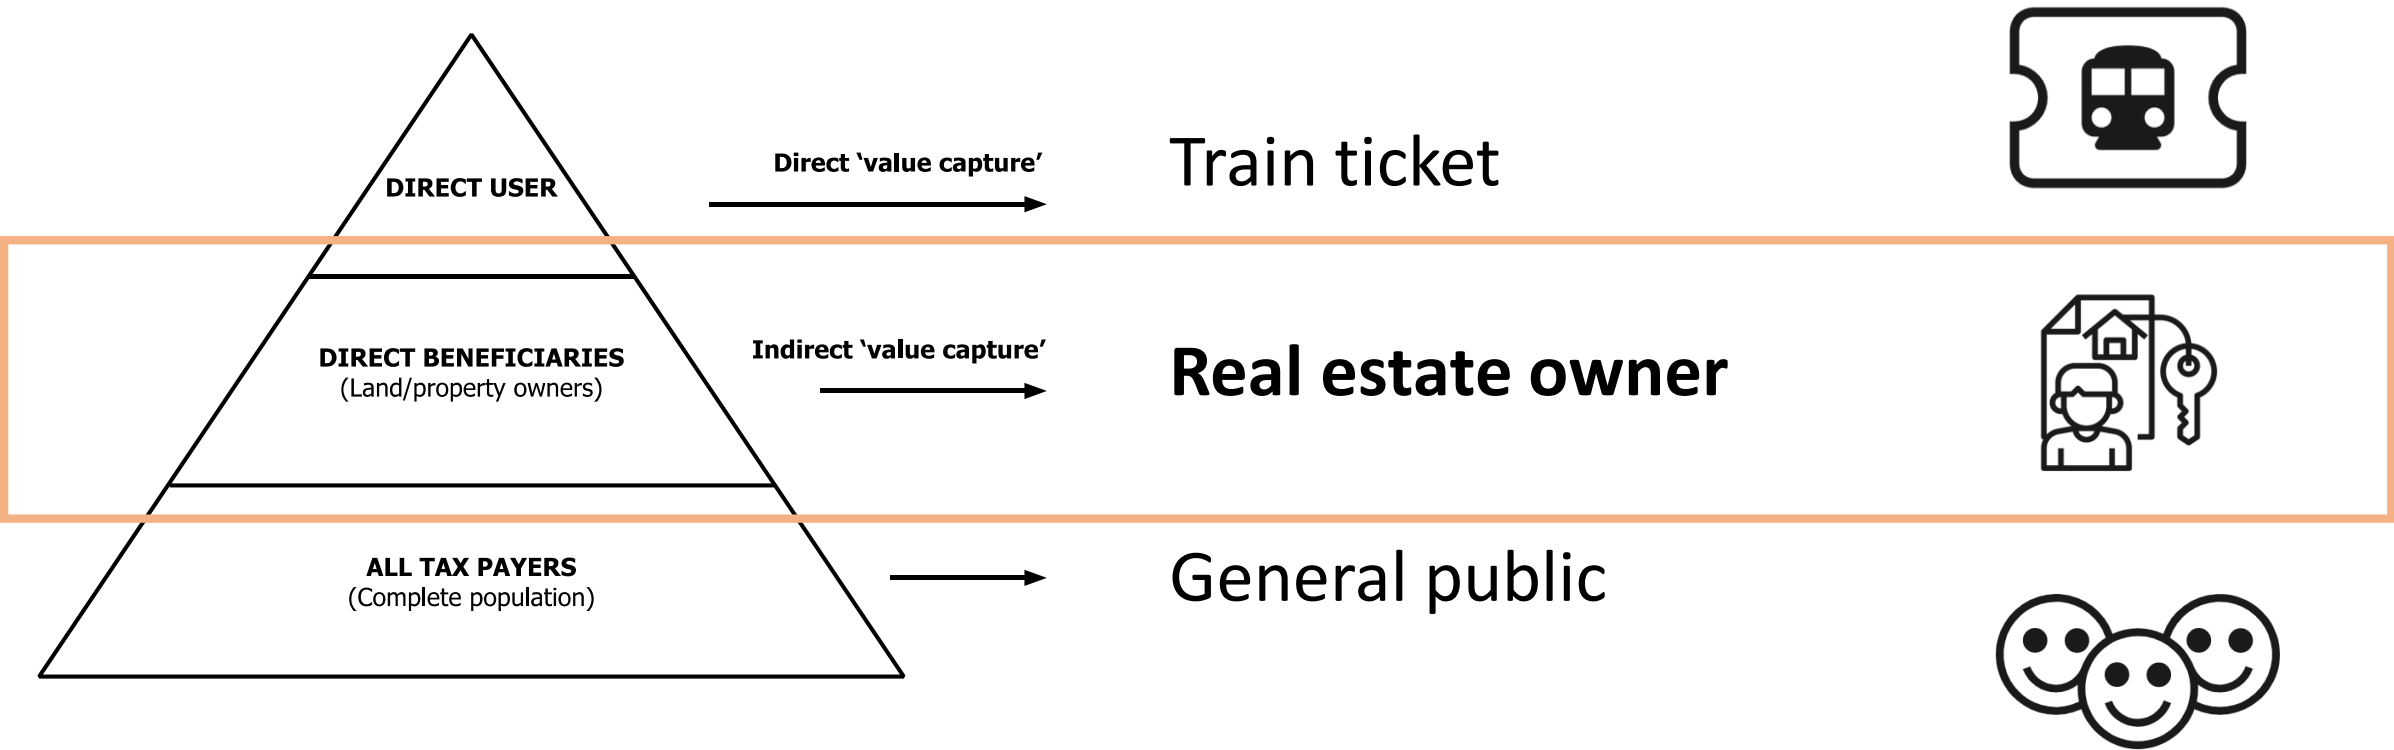 DIRECT USER
Direct ‘value capture’
Train ticket
DIRECT BENEFICIARIES
(Land/property owners)
Indirect ‘value capture’
Real estate owner
ALL TAX PAYERS
(Complete population)
General public